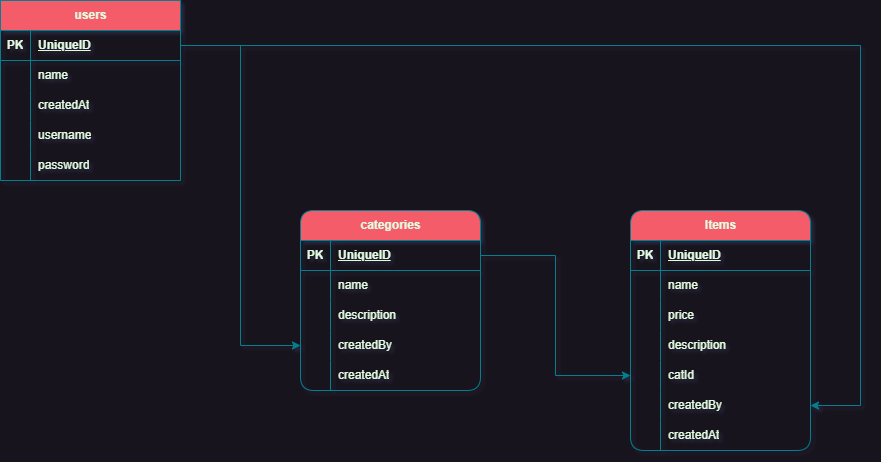 users
PK UniqueID
name
createdAt
username
password
categories
PK UniqueID
name
description
createdBy
createdAt
Items
PK UniqueID
name
price
description
catId
createdBy
createdAt